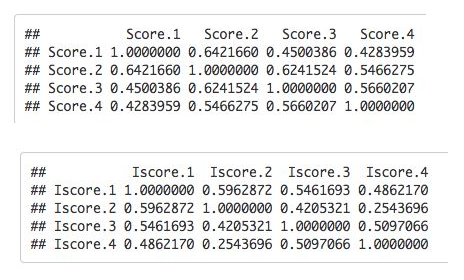 ##           Score.1   Score.2   Score.3   Score.4
## Score.1 1.0000000 0.6421660 0.4500386 0.4283959
## Score.2 0.6421660 1.0000000 0.6241524 0.5466275
## Score.3 0.4500386 0.6241524 1.0000000 0.5660207
## Score.4 0.4283959 0.5466275 0.5660207 1.0000000
##          Iscore.1  Iscore.2  Iscore.3  Iscore.4
## Iscore.1 1.0000000 0.5962872 0.5461693 0.4862170
## Iscore.2 0.5962872 1.0000000 0.4205321 0.2543696
## Iscore.3 0.5461693 0.4205321 1.0000000 0.5097066
## Iscore.4 0.4862170 0.2543696 0.5097066 1.0000000